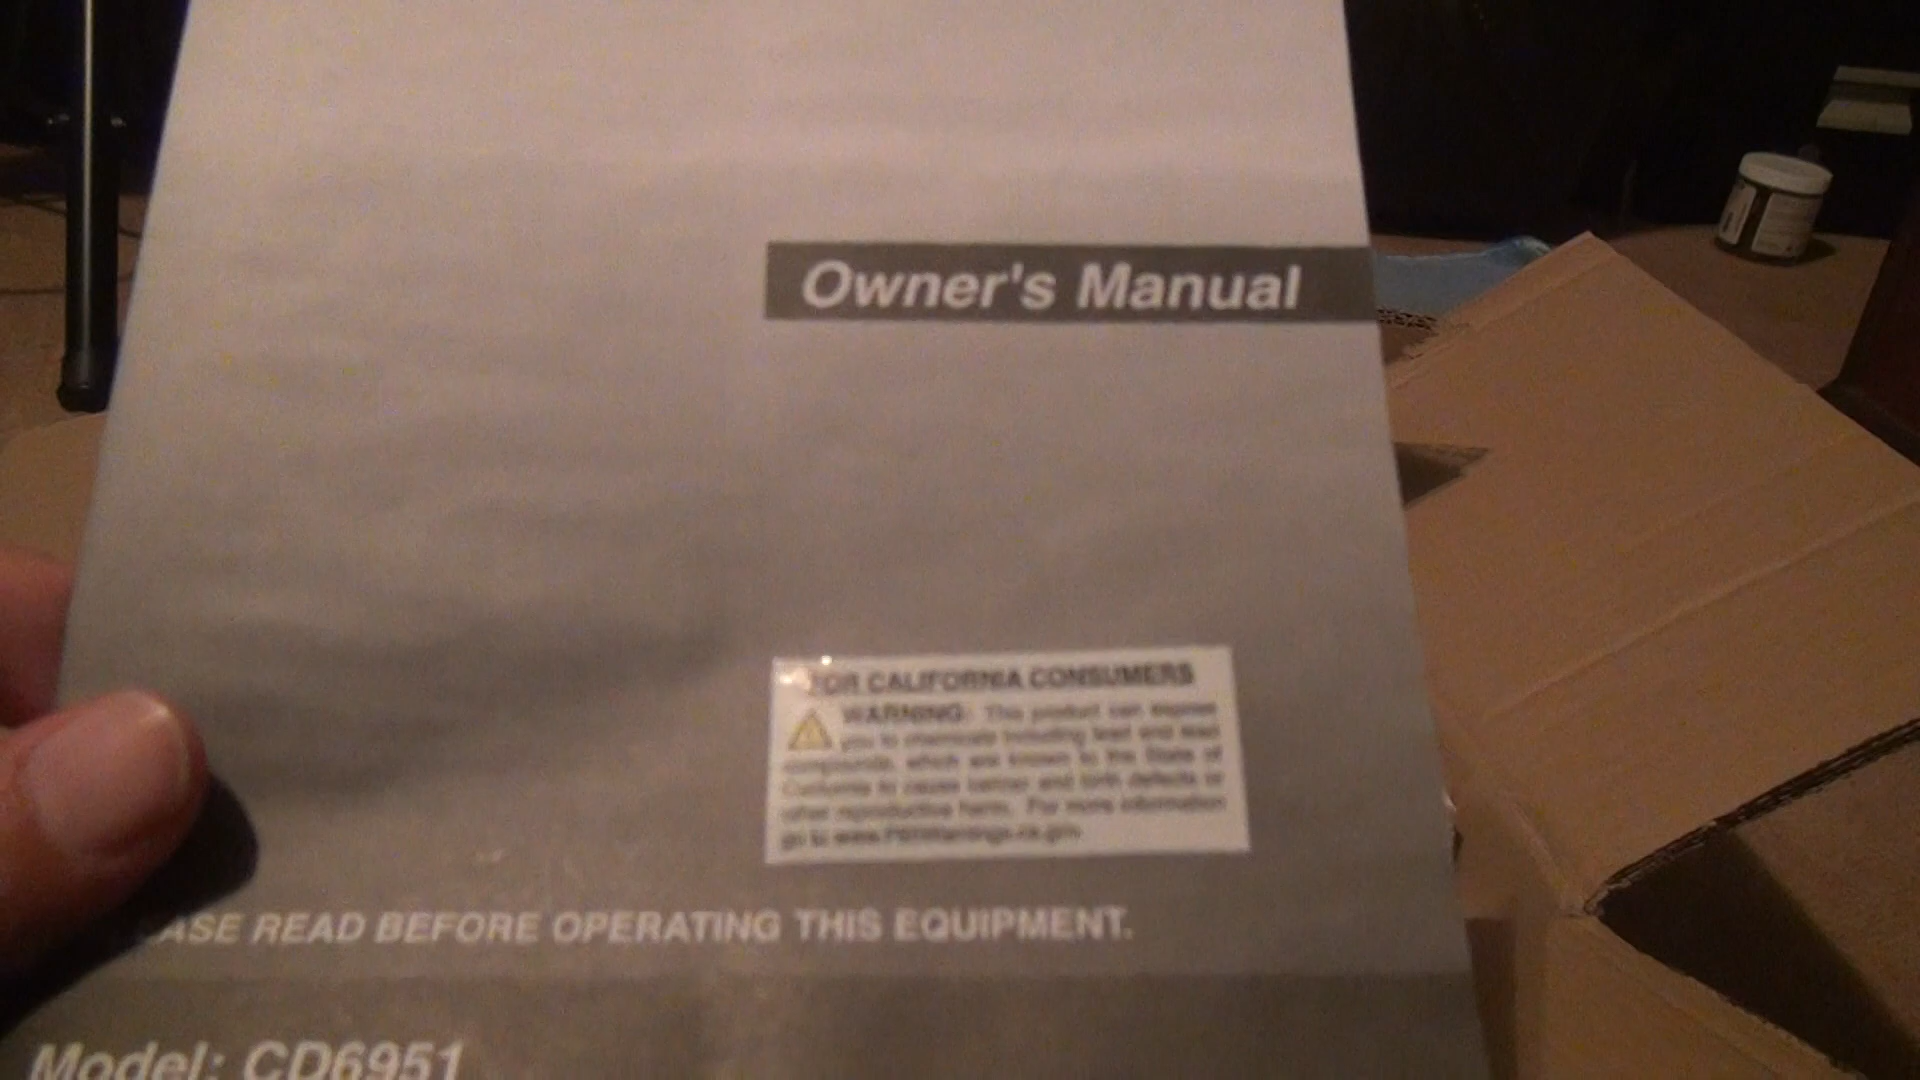 Owner's Manual
FOR CALIFORNIA CONSUMERS
WARNING: This product can expose
you to chemicals including lead and lead
compounds, which are known to the State of
California to cause cancer and birth defects or
other reproductive harm. For more information
go to www.P65Warnings.ca.gov.
ASE READ BEFORE OPERATING THIS EQUIPMENT.
Model: CD6951